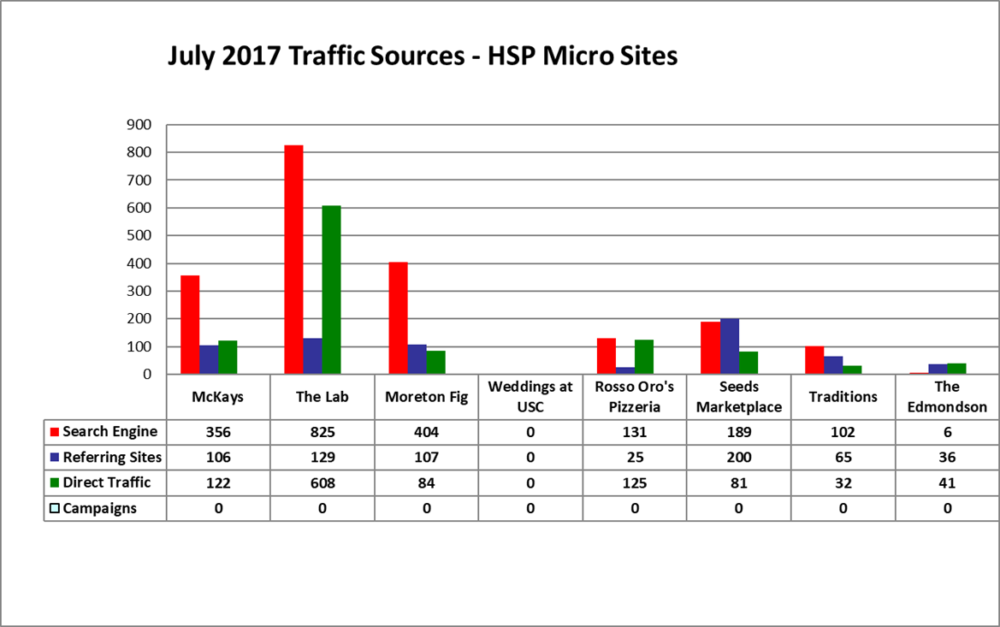 July 2017 Traffic Sources - HSP Micro Sites
900
800
700
600
500
400
300
200
100
0
McKays The Lab Moreton Fig Weddings at USC Rosso Oro's Pizzeria Seeds Marketplace Traditions The Edmondson
Search Engine 356 825 404 0 131 189 102 6
Referring Sites 106 129 107 0 25 200 65 36
Direct Traffic 122 608 84 0 125 81 32 41
Campaigns 0 0 0 0 0 0 0 0